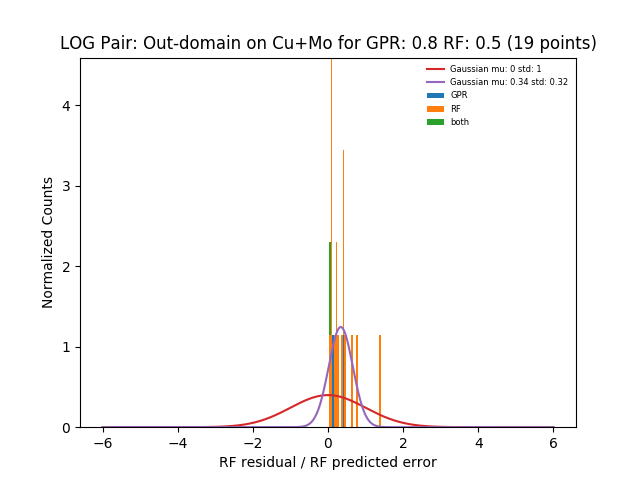 LOG Pair: Out-domain on Cu+Mo for GPR: 0.8 RF: 0.5 (19 points)
Gaussian mu: 0 std: 1
Gaussian mu: 0.34 std: 0.32
GPR
RF
both
Normalized Counts
4
3
2
1
0
−6 −4 −2 0 2 4 6
RF residual / RF predicted error